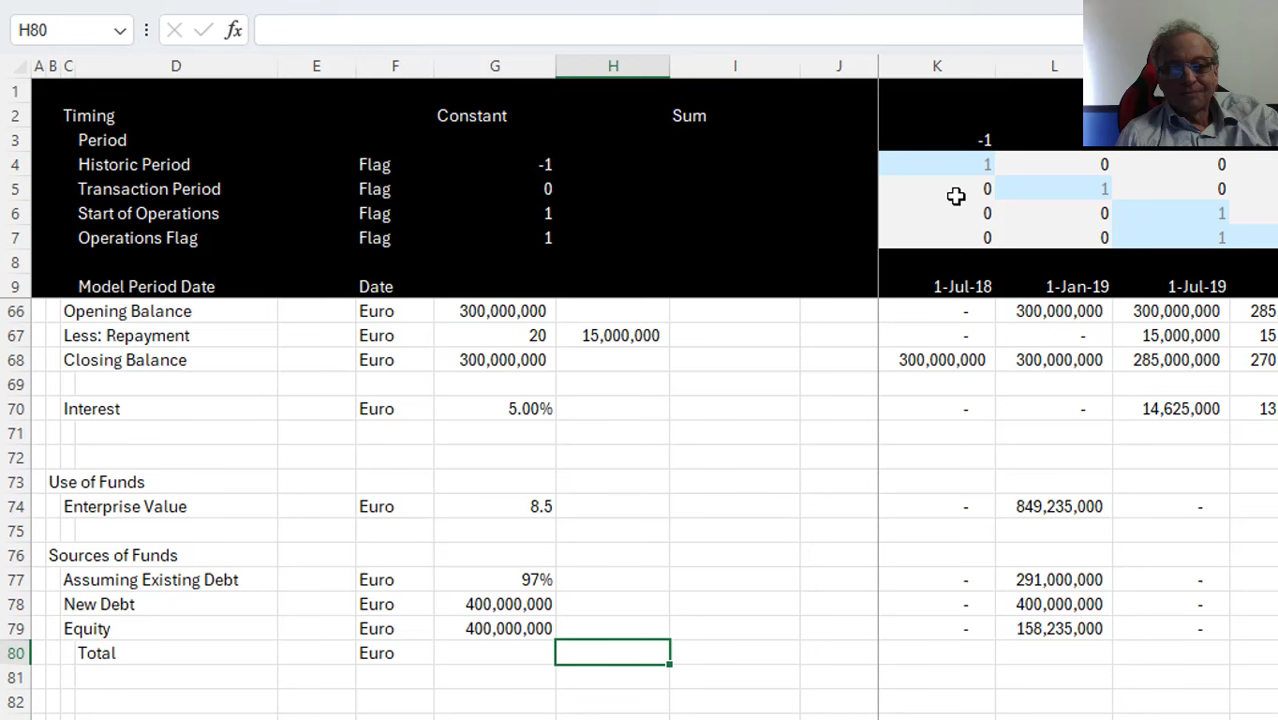 H80 fx
A B C D E F G H I J K L
1
2 Timing Constant Sum
3 Period -1
4 Historic Period Flag -1 1 0 0
5 Transaction Period Flag 0 0 1 0
6 Start of Operations Flag 1 0 0 1
7 Operations Flag Flag 1 0 0 1
8
9 Model Period Date Date 1-Jul-18 1-Jan-19 1-Jul-19
66 Opening Balance Euro 300,000,000 - 300,000,000 300,000,000 285
67 Less: Repayment Euro 20 15,000,000 - - 15,000,000 15
68 Closing Balance Euro 300,000,000 300,000,000 300,000,000 285,000,000 270
69
70 Interest Euro 5.00% - - 14,625,000 13
71
72
73 Use of Funds
74 Enterprise Value Euro 8.5 - 849,235,000 -
75
76 Sources of Funds
77 Assuming Existing Debt Euro 97% - 291,000,000 -
78 New Debt Euro 400,000,000 - 400,000,000 -
79 Equity Euro 400,000,000 - 158,235,000 -
80 Total Euro
81
82